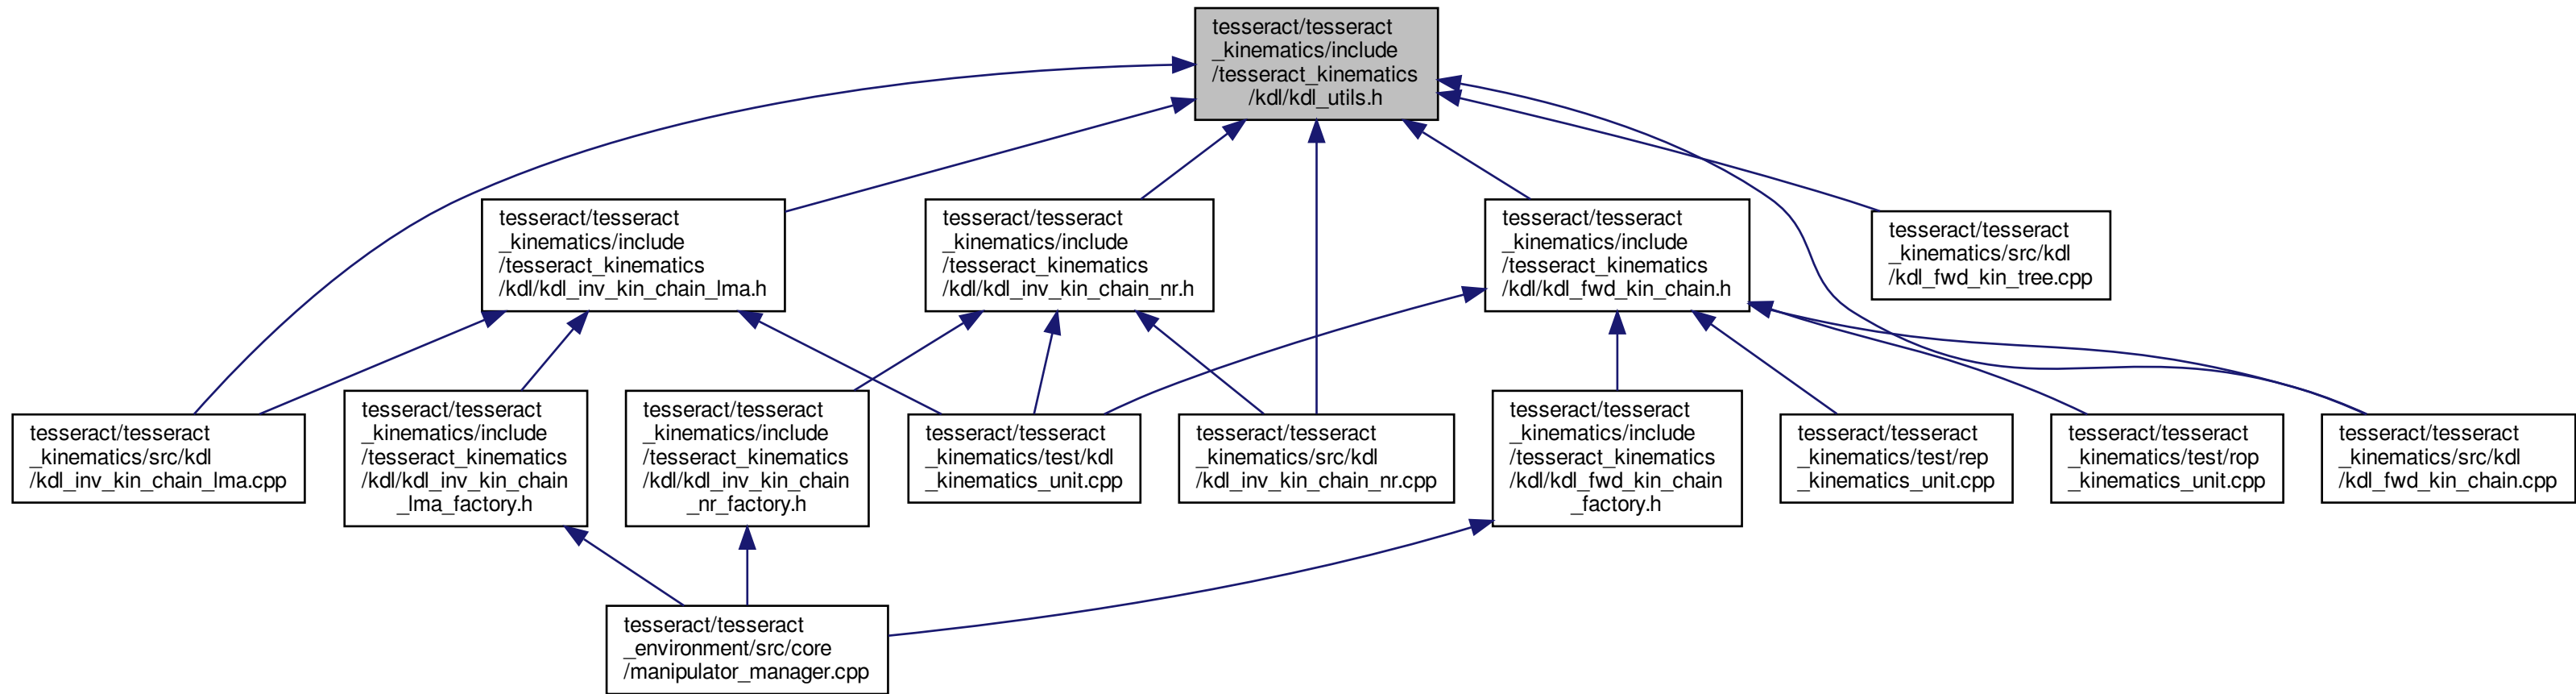 tesseract/tesseract
_kinematics/include
/tesseract_kinematics
/kdl/kdl_utils.h
tesseract/tesseract
_kinematics/include
/tesseract_kinematics
/kdl/kdl_inv_kin_chain_lma.h
tesseract/tesseract
_kinematics/include
/tesseract_kinematics
/kdl/kdl_inv_kin_chain_nr.h
tesseract/tesseract
_kinematics/include
/tesseract_kinematics
/kdl/kdl_fwd_kin_chain.h
tesseract/tesseract
_kinematics/src/kdl
/kdl_fwd_kin_tree.cpp
tesseract/tesseract
_kinematics/src/kdl
/kdl_inv_kin_chain_lma.cpp
tesseract/tesseract
_kinematics/include
/tesseract_kinematics
/kdl/kdl_inv_kin_chain
_lma_factory.h
tesseract/tesseract
_kinematics/include
/tesseract_kinematics
/kdl/kdl_inv_kin_chain
_nr_factory.h
tesseract/tesseract
_kinematics/test/kdl
_kinematics_unit.cpp
tesseract/tesseract
_kinematics/src/kdl
/kdl_inv_kin_chain_nr.cpp
tesseract/tesseract
_kinematics/include
/tesseract_kinematics
/kdl/kdl_fwd_kin_chain
_factory.h
tesseract/tesseract
_kinematics/test/rep
_kinematics_unit.cpp
tesseract/tesseract
_kinematics/test/rop
_kinematics_unit.cpp
tesseract/tesseract
_kinematics/src/kdl
/kdl_fwd_kin_chain.cpp
tesseract/tesseract
_environment/src/core
/manipulator_manager.cpp